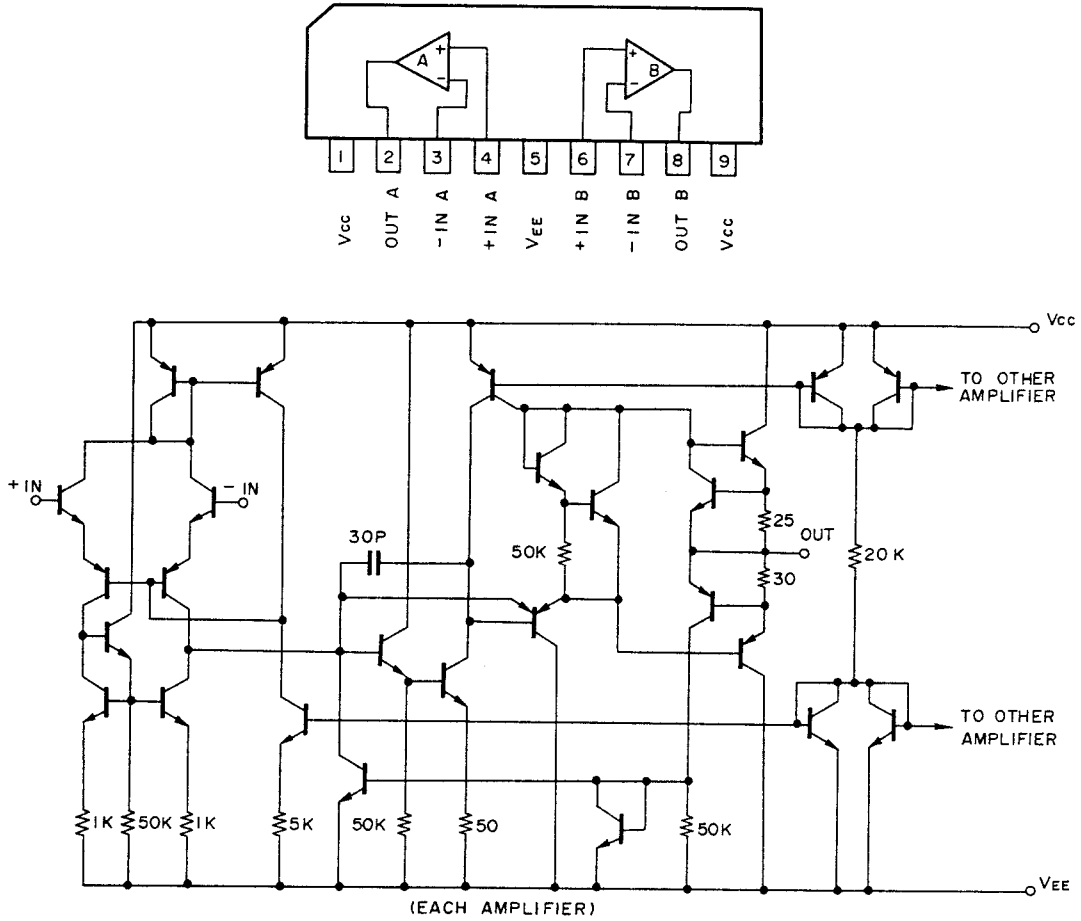 A + -
+ - B
1 2 3 4 5 6 7 8 9
Vcc OUT A -IN A +IN A VEE +IN B -IN B OUT B Vcc
Vcc
TO OTHER
AMPLIFIER
+IN
-IN
30P
50K
25
OUT
30
20K
TO OTHER
AMPLIFIER
1K 50K 1K 5K 50K 50 50K
VEE
(EACH AMPLIFIER)